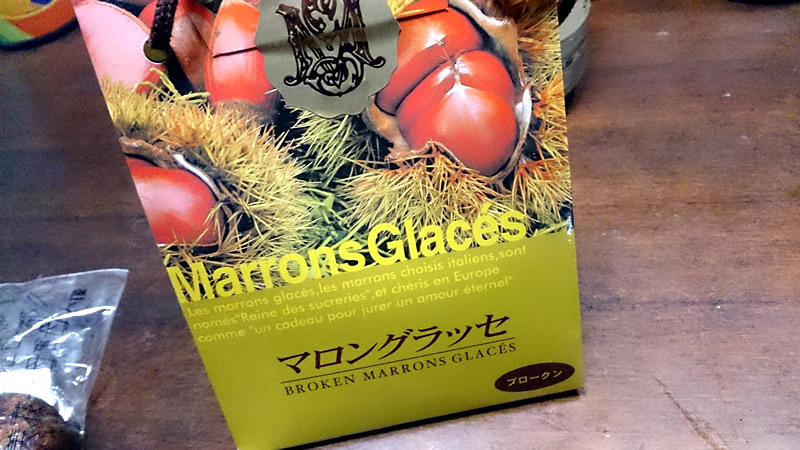 MarronsGlacés
Les marrons glacés,les marrons choisis italiens,sont
només"Reine des sucreries",et chéris en Europe
comme "un cadeau pour jurer un amour éternel"
マロングラッセ
BROKEN MARRONS GLACÉS
ブロークン